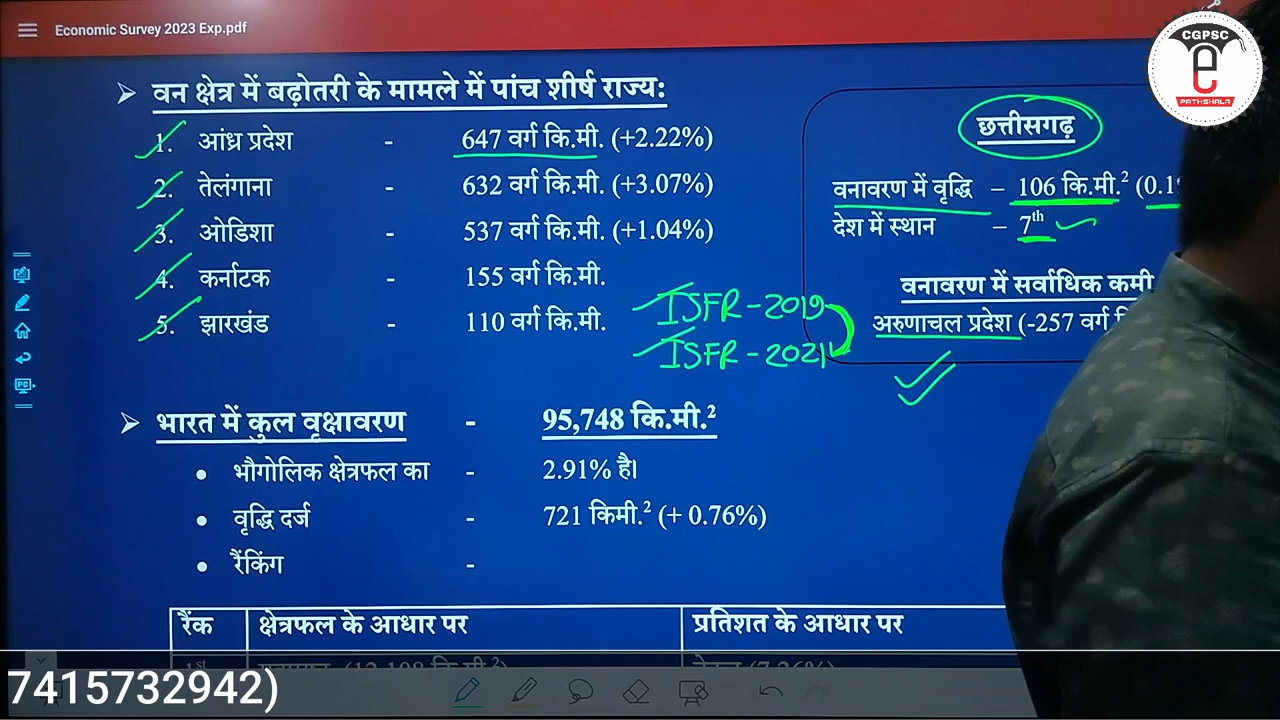 Economic Survey 2023 Exp.pdf
CGPSC
e
PATHSHALA
➢ वन क्षेत्र में बढ़ोतरी के मामले में पांच शीर्ष राज्य:
1. आंध्र प्रदेश - 647 वर्ग कि.मी. (+2.22%)
2. तेलंगाना - 632 वर्ग कि.मी. (+3.07%)
3. ओडिशा - 537 वर्ग कि.मी. (+1.04%)
4. कर्नाटक - 155 वर्ग कि.मी.
5. झारखंड - 110 वर्ग कि.मी.
ISFR-2019
ISFR-2021
छत्तीसगढ़
वनावरण में वृद्धि – 106 कि.मी.² (0.1
देश में स्थान – 7th
वनावरण में सर्वाधिक कमी
अरुणाचल प्रदेश (-257 वर्ग
➢ भारत में कुल वृक्षावरण - 95,748 कि.मी.²
• भौगोलिक क्षेत्रफल का - 2.91% है।
• वृद्धि दर्ज - 721 किमी.² (+ 0.76%)
• रैंकिंग -
रैंक क्षेत्रफल के आधार पर प्रतिशत के आधार पर
7415732942)